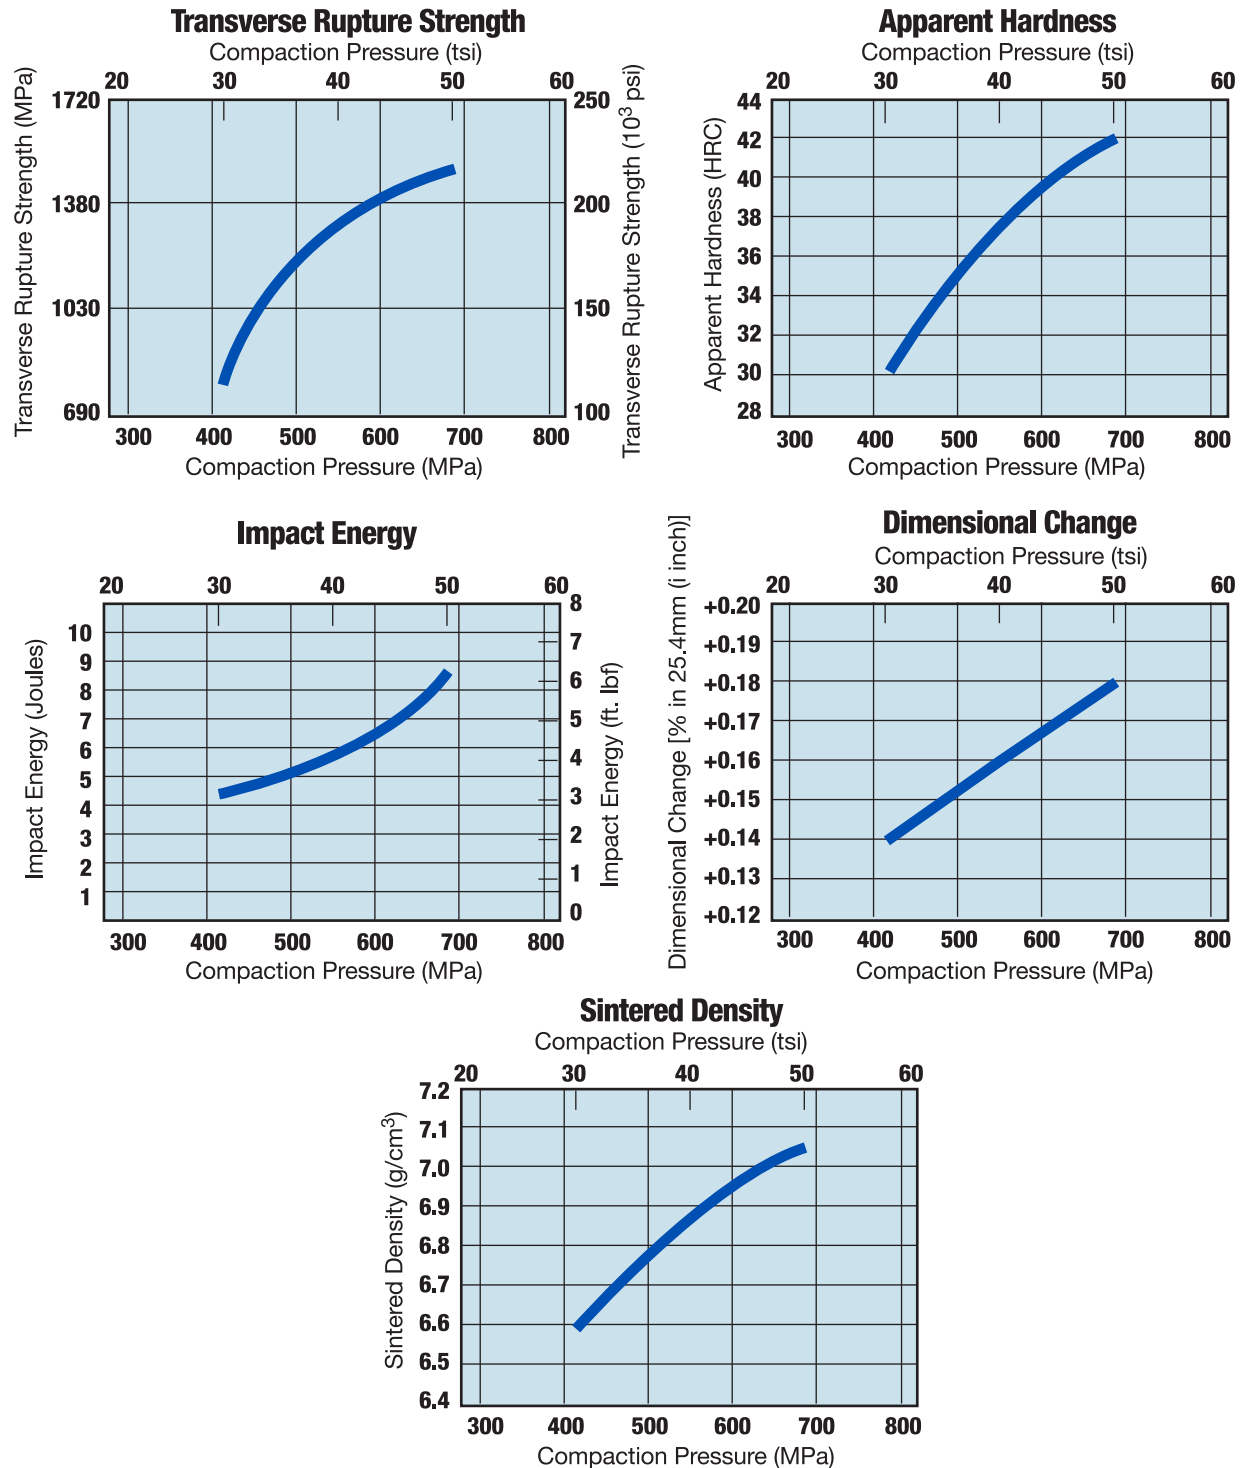 Transverse Rupture Strength
Compaction Pressure (tsi)
20 30 40 50 60
Transverse Rupture Strength (MPa)
1720
1380
1030
690
250
200
150
100
Transverse Rupture Strength (10³ psi)
300 400 500 600 700 800
Compaction Pressure (MPa)
Apparent Hardness
Compaction Pressure (tsi)
20 30 40 50 60
Apparent Hardness (HRC)
44
42
40
38
36
34
32
30
28
300 400 500 600 700 800
Compaction Pressure (MPa)
Impact Energy
20 30 40 50 60
Impact Energy (Joules)
10
9
8
7
6
5
4
3
2
1
8
7
6
5
4
3
2
1
0
Impact Energy (ft. lbf)
300 400 500 600 700 800
Compaction Pressure (MPa)
Dimensional Change
Compaction Pressure (tsi)
20 30 40 50 60
Dimensional Change [% in 25.4mm (i inch)]
+0.20
+0.19
+0.18
+0.17
+0.16
+0.15
+0.14
+0.13
+0.12
300 400 500 600 700 800
Compaction Pressure (MPa)
Sintered Density
Compaction Pressure (tsi)
20 30 40 50 60
Sintered Density (g/cm³)
7.2
7.1
7.0
6.9
6.8
6.7
6.6
6.5
6.4
300 400 500 600 700 800
Compaction Pressure (MPa)